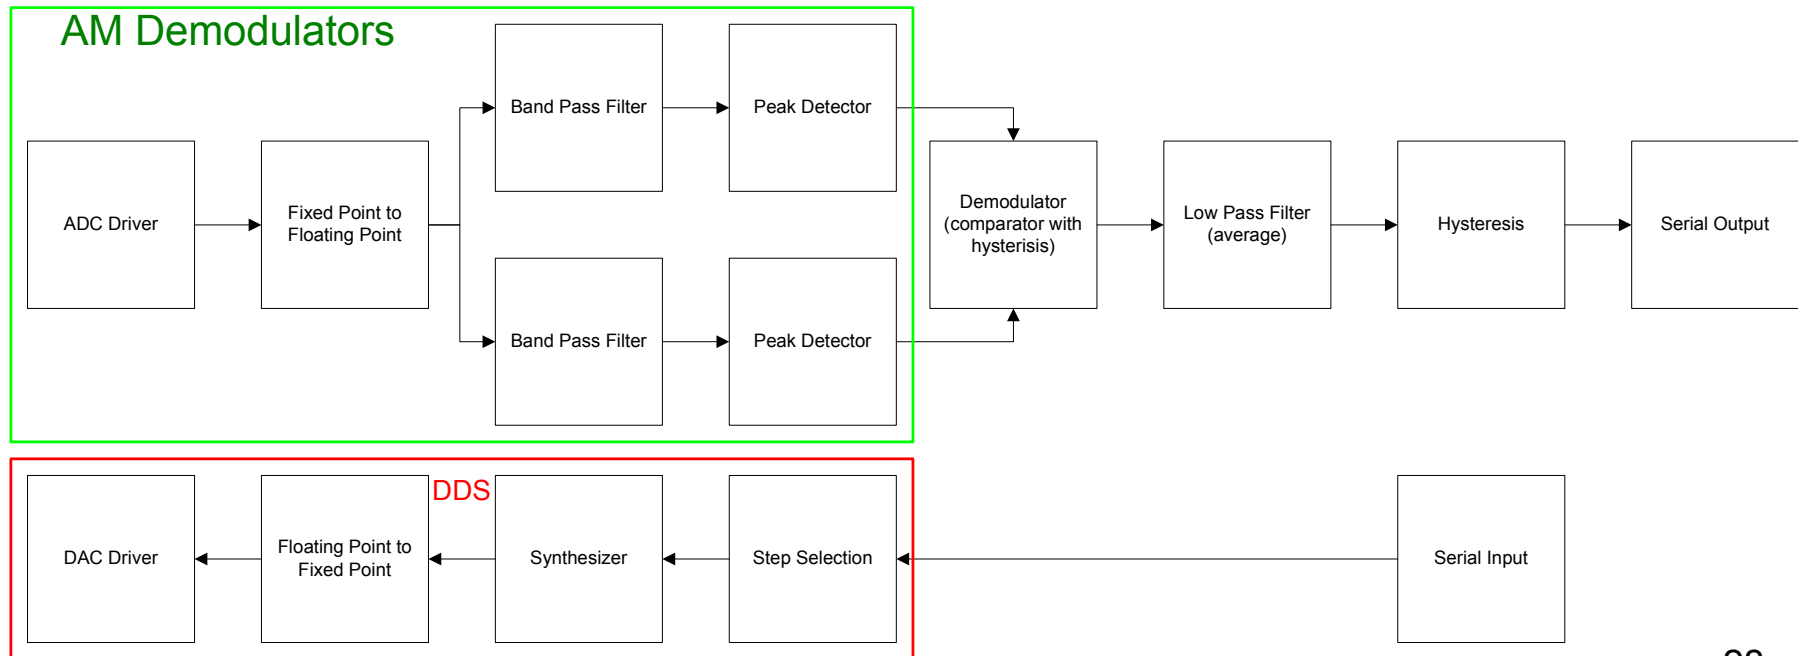 AM Demodulators
Band Pass Filter
Peak Detector
ADC Driver
Fixed Point to
Floating Point
Demodulator
(comparator with
hysterisis)
Low Pass Filter
(average)
Hysteresis
Serial Output
Band Pass Filter
Peak Detector
DDS
DAC Driver
Floating Point to
Fixed Point
Synthesizer
Step Selection
Serial Input